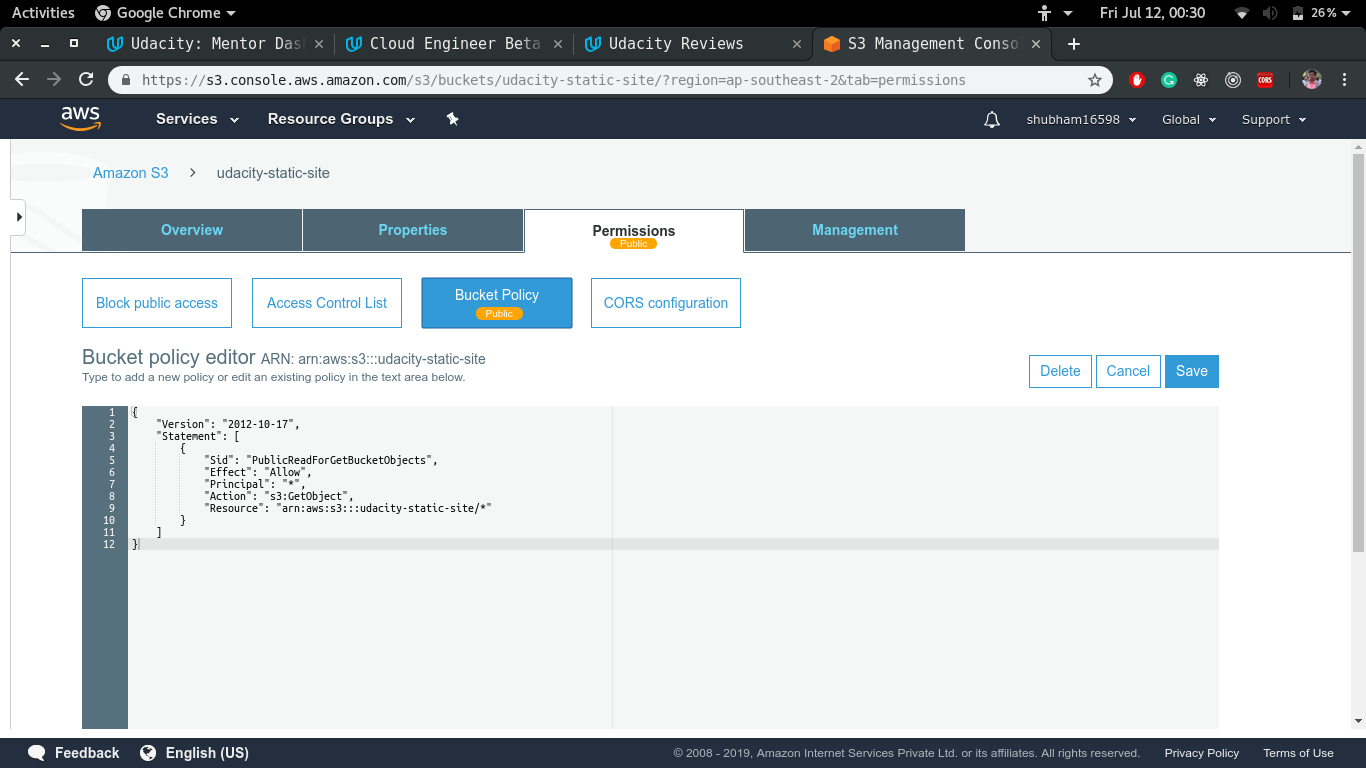 Activities Google Chrome Fri Jul 12, 00:30 26%
Udacity: Mentor Das Cloud Engineer Beta Udacity Reviews S3 Management Conso
https://s3.console.aws.amazon.com/s3/buckets/udacity-static-site/?region=ap-southeast-2&tab=permissions CORS
aws Services Resource Groups shubham16598 Global Support
Amazon S3 > udacity-static-site
Overview Properties Permissions Management
Public
Block public access Access Control List Bucket Policy CORS configuration
Public
Bucket policy editor ARN: arn:aws:s3:::udacity-static-site
Type to add a new policy or edit an existing policy in the text area below.
Delete Cancel Save
1 {
2 "Version": "2012-10-17",
3 "Statement": [
4 {
5 "Sid": "PublicReadForGetBucketObjects",
6 "Effect": "Allow",
7 "Principal": "*",
8 "Action": "s3:GetObject",
9 "Resource": "arn:aws:s3:::udacity-static-site/*"
10 }
11 ]
12 }
Feedback English (US) © 2008 - 2019, Amazon Internet Services Private Ltd. or its affiliates. All rights reserved. Privacy Policy Terms of Use